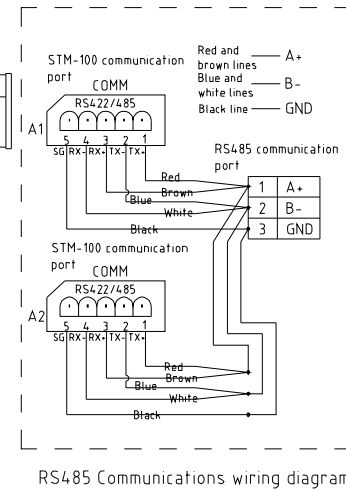 STM-100 communication
port
COMM
RS422/485
A1
5 4 3 2 1
SG RX- RX+ TX- TX+
Red and
brown lines A+
Blue and
white lines B-
Black line GND
RS485 communication
port
1 A+
2 B-
3 GND
Red
Brown
Blue
White
Black
STM-100 communication
port
COMM
RS422/485
A2
5 4 3 2 1
SG RX- RX+ TX- TX+
Red
Brown
Blue
White
Black
RS485 Communications wiring diagram